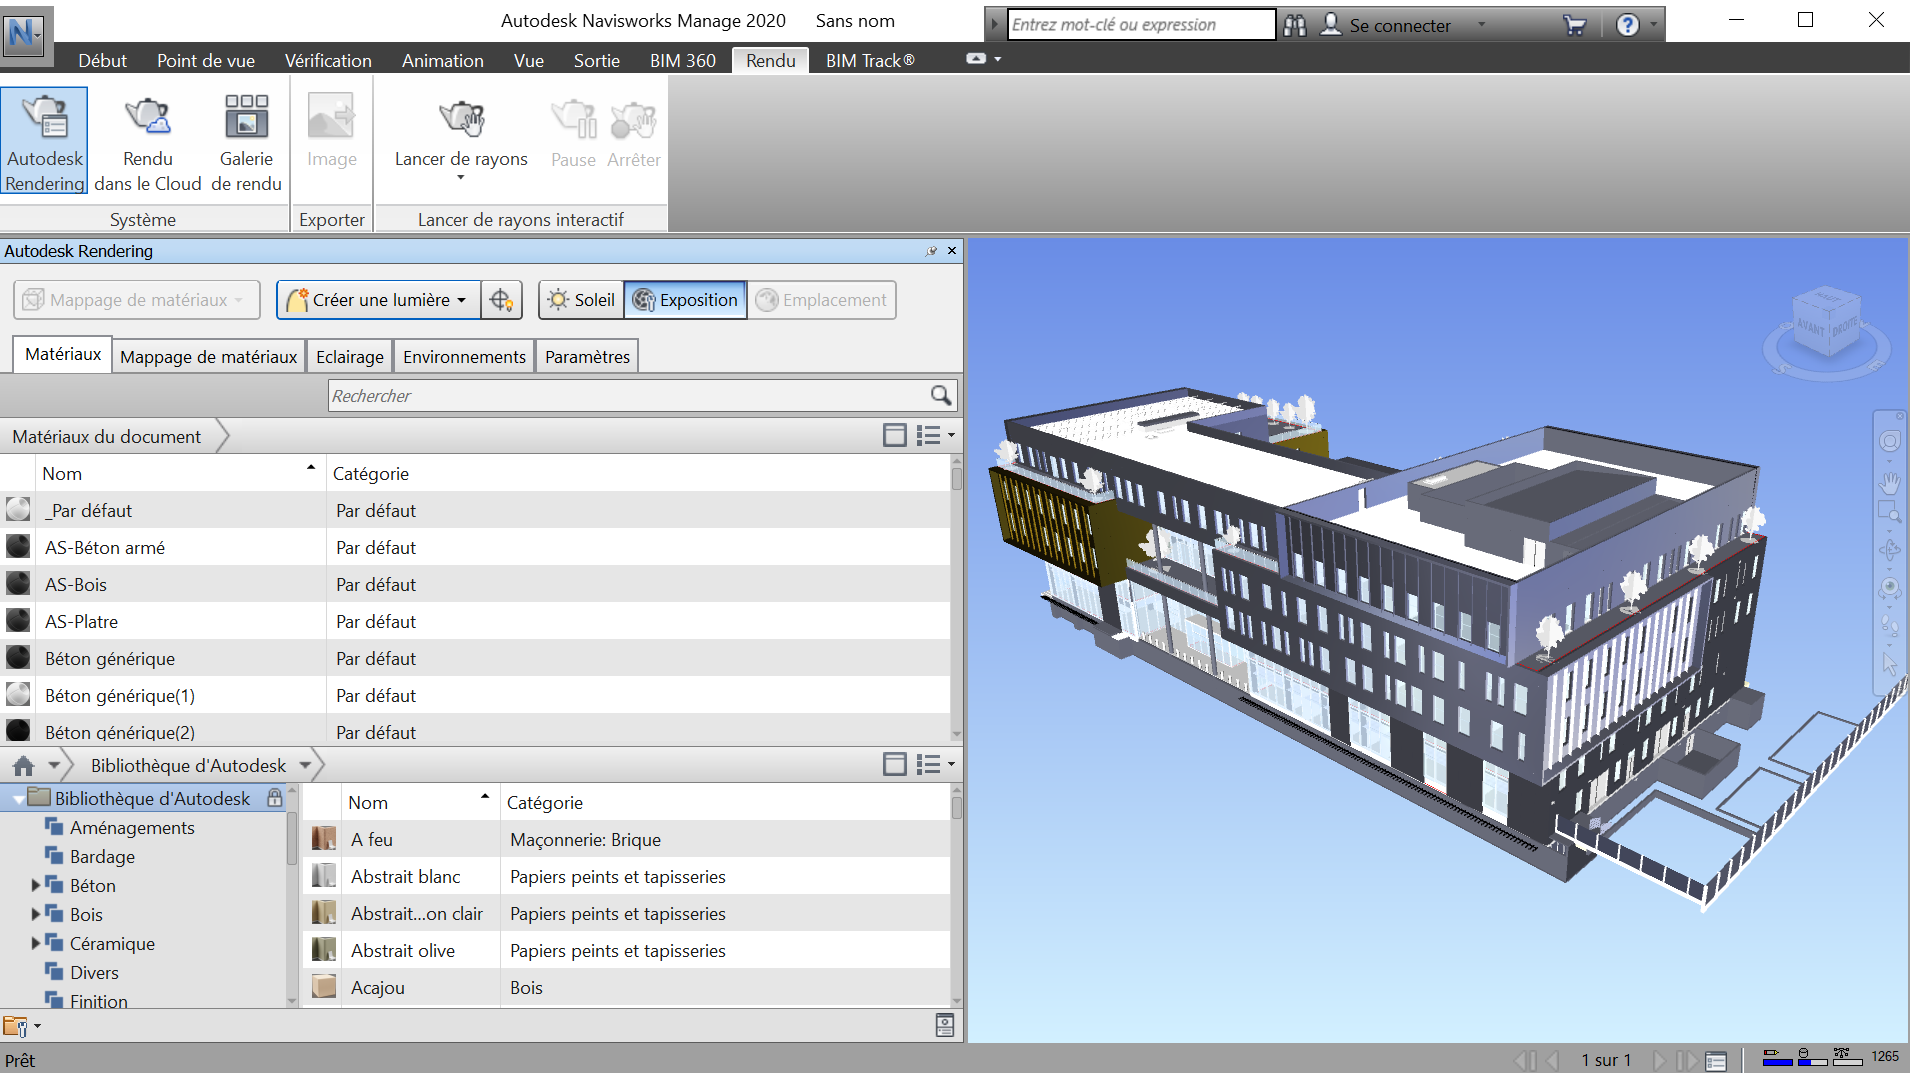 Autodesk Navisworks Manage 2020 Sans nom
Entrez mot-clé ou expression
Se connecter
Début Point de vue Vérification Animation Vue Sortie BIM 360 Rendu BIM Track®
Autodesk Rendering
Rendu dans le Cloud
Galerie de rendu
Image
Lancer de rayons
Pause
Arrêter
Système
Exporter
Lancer de rayons interactif
Autodesk Rendering
Mappage de matériaux
Créer une lumière
Soleil
Exposition
Emplacement
Matériaux
Mappage de matériaux
Eclairage
Environnements
Paramètres
Rechercher
Matériaux du document
Nom Catégorie
_Par défaut Par défaut
AS-Béton armé Par défaut
AS-Bois Par défaut
AS-Platre Par défaut
Béton générique Par défaut
Béton générique(1) Par défaut
Béton générique(2) Par défaut
Bibliothèque d'Autodesk
Bibliothèque d'Autodesk
Aménagements
Bardage
Béton
Bois
Céramique
Divers
Finition
Nom Catégorie
A feu Maçonnerie: Brique
Abstrait blanc Papiers peints et tapisseries
Abstrait...on clair Papiers peints et tapisseries
Abstrait olive Papiers peints et tapisseries
Acajou Bois
HAUT
AVANT
DROITE
S
E
Prêt
1 sur 1
1265